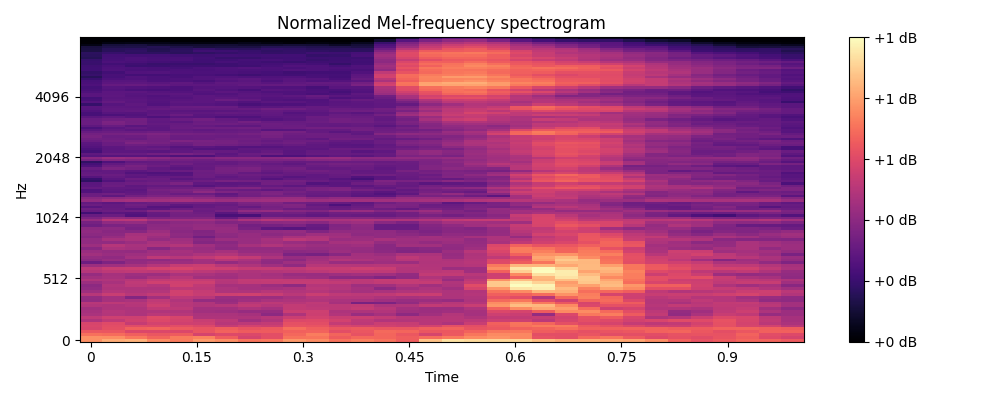 Normalized Mel-frequency spectrogram
Hz
4096
2048
1024
512
0
0 0.15 0.3 0.45 0.6 0.75 0.9
Time
+1 dB
+1 dB
+1 dB
+0 dB
+0 dB
+0 dB